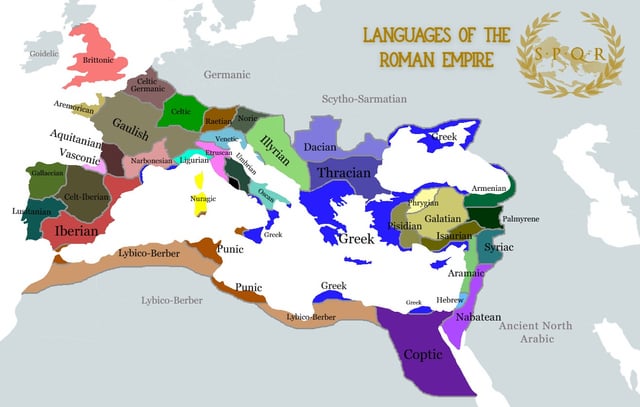 LANGUAGES OF THE
ROMAN EMPIRE
S·P·Q·R
Goidelic
Brittonic
Germanic
Celtic
Germanic
Scytho-Sarmatian
Aremorican
Gaulish
Celtic
Raetian
Noric
Venetic
Aquitanian
Vasconic
Narbonesian
Ligurian
Etruscan
Umbrian
Illyrian
Oscan
Dacian
Thracian
Greek
Gallaecian
Celt-Iberian
Lusitanian
Iberian
Nuragic
Greek
Greek
Phrygian
Pisidian
Galatian
Isaurian
Armenian
Palmyrene
Syriac
Aramaic
Lybico-Berber
Punic
Punic
Lybico-Berber
Lybico-Berber
Greek
Greek
Hebrew
Nabatean
Ancient North
Arabic
Coptic